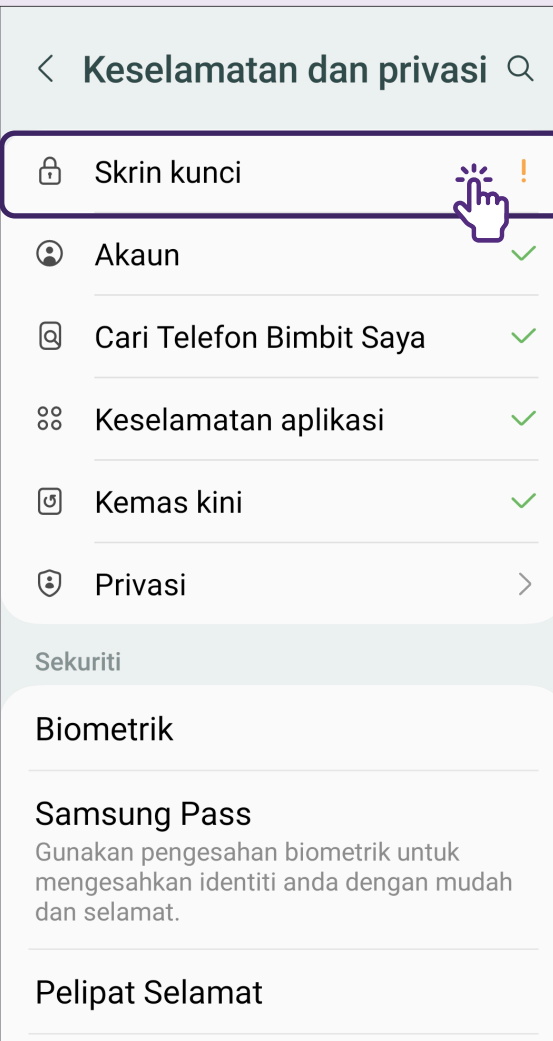 Keselamatan dan privasi
Skrin kunci
Akaun
Cari Telefon Bimbit Saya
Keselamatan aplikasi
Kemas kini
Privasi
Sekuriti
Biometrik
Samsung Pass
Gunakan pengesahan biometrik untuk
mengesahkan identiti anda dengan mudah
dan selamat.
Pelipat Selamat